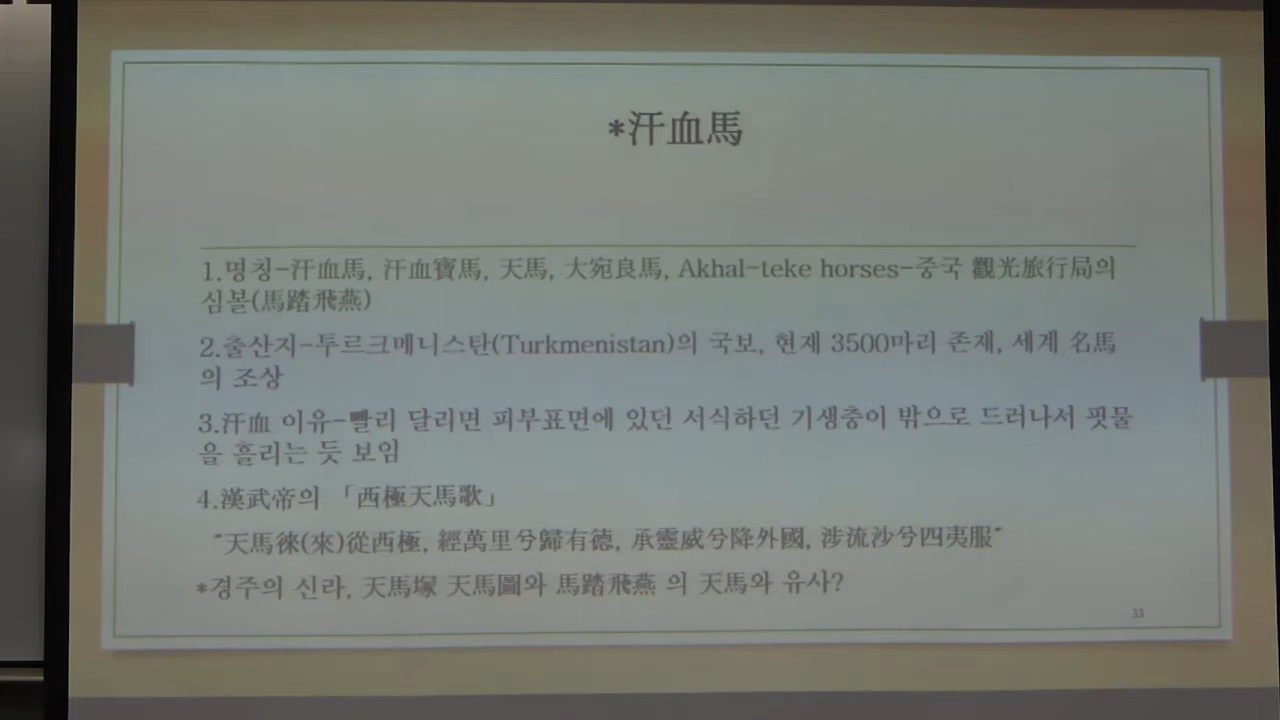 *汗血馬
1.명칭-汗血馬, 汗血寶馬, 天馬, 大宛良馬, Akhal-teke horses-중국 觀光旅行局의
심볼(馬踏飛燕)
2.출산지-투르크메니스탄(Turkmenistan)의 국보, 현재 3500마리 존재, 세계 名馬
의 조상
3.汗血 이유-빨리 달리면 피부표면에 있던 서식하던 기생충이 밖으로 드러나서 핏물
을 흘리는 듯 보임
4.漢武帝의 「西極天馬歌」
"天馬徠(來)從西極, 經萬里兮歸有德, 承靈威兮降外國, 涉流沙兮四夷服"
*경주의 신라, 天馬塚 天馬圖와 馬踏飛燕 의 天馬와 유사?
33